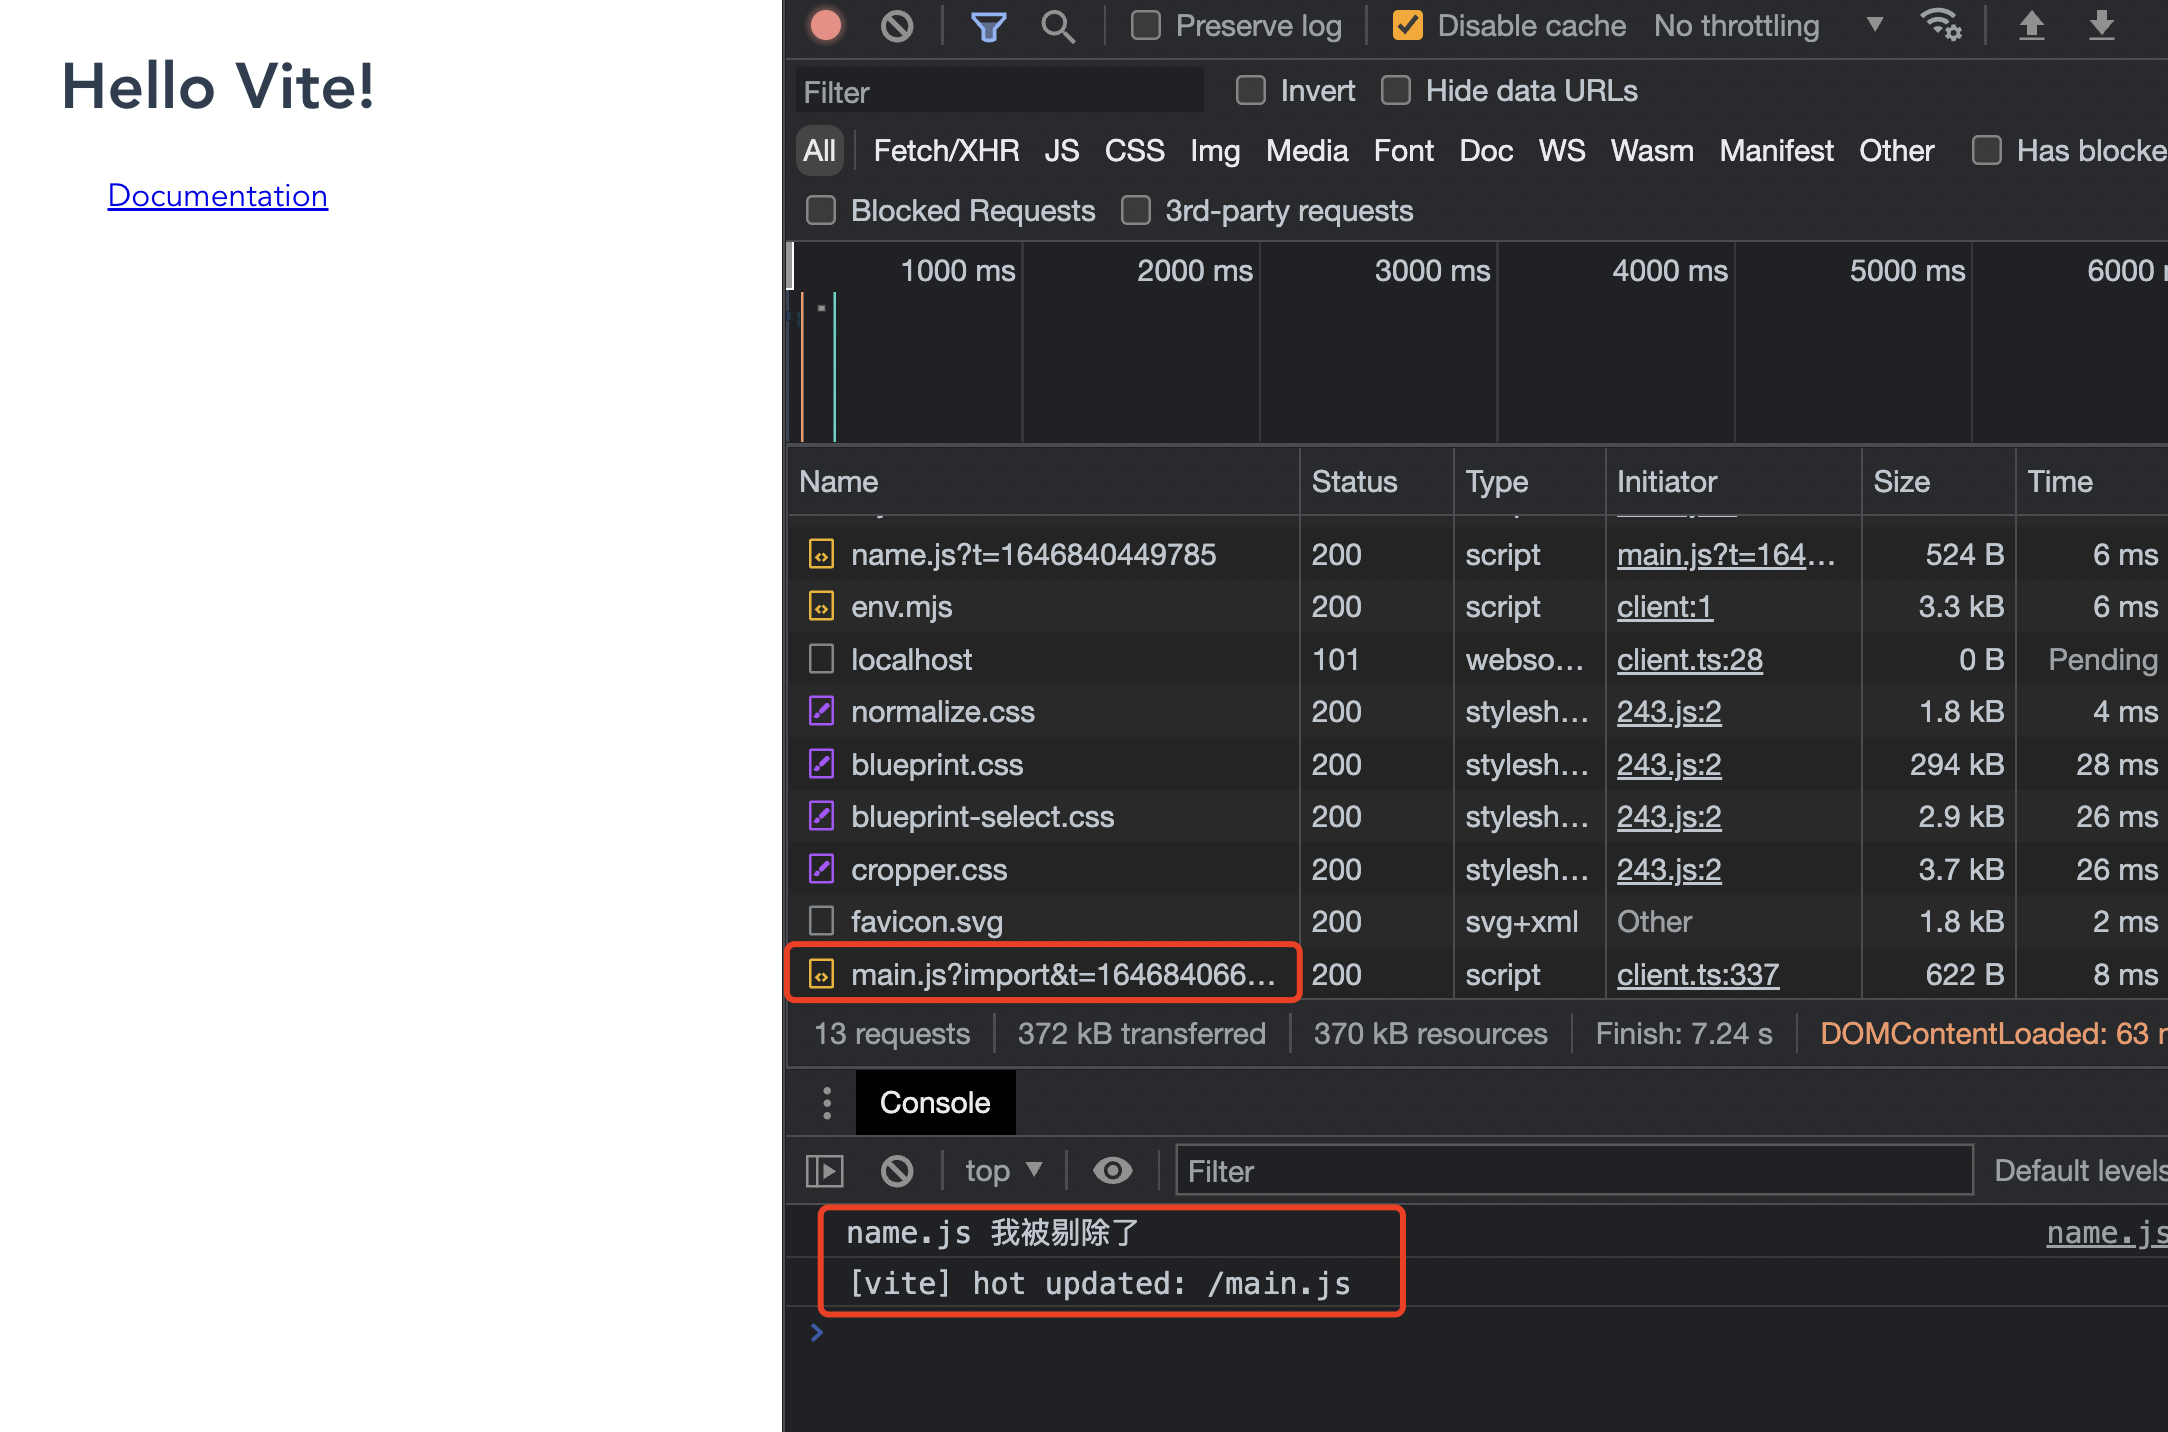 Hello Vite!
Documentation
Preserve log Disable cache No throttling
Filter Invert Hide data URLs
All Fetch/XHR JS CSS Img Media Font Doc WS Wasm Manifest Other Has blocke
Blocked Requests 3rd-party requests
1000 ms 2000 ms 3000 ms 4000 ms 5000 ms 6000
Name Status Type Initiator Size Time
name.js?t=1646840449785 200 script main.js?t=164… 524 B 6 ms
env.mjs 200 script client:1 3.3 kB 6 ms
localhost 101 webso… client.ts:28 0 B Pending
normalize.css 200 stylesh… 243.js:2 1.8 kB 4 ms
blueprint.css 200 stylesh… 243.js:2 294 kB 28 ms
blueprint-select.css 200 stylesh… 243.js:2 2.9 kB 26 ms
cropper.css 200 stylesh… 243.js:2 3.7 kB 26 ms
favicon.svg 200 svg+xml Other 1.8 kB 2 ms
main.js?import&t=164684066… 200 script client.ts:337 622 B 8 ms
13 requests 372 kB transferred 370 kB resources Finish: 7.24 s DOMContentLoaded: 63
Console
top Filter Default levels
name.js 我被剔除了 name.js
[vite] hot updated: /main.js